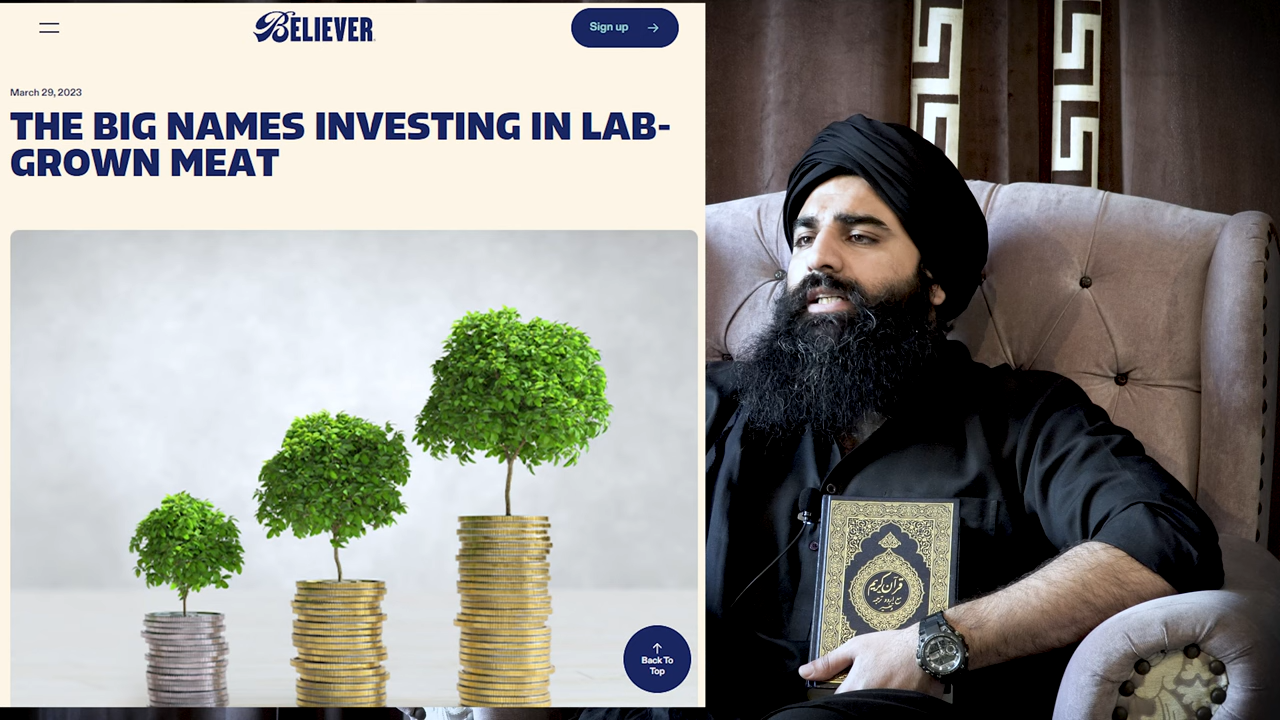 BELIEVER
Sign up
March 29, 2023
THE BIG NAMES INVESTING IN LAB-
GROWN MEAT
Back To
Top
قرآن کریم